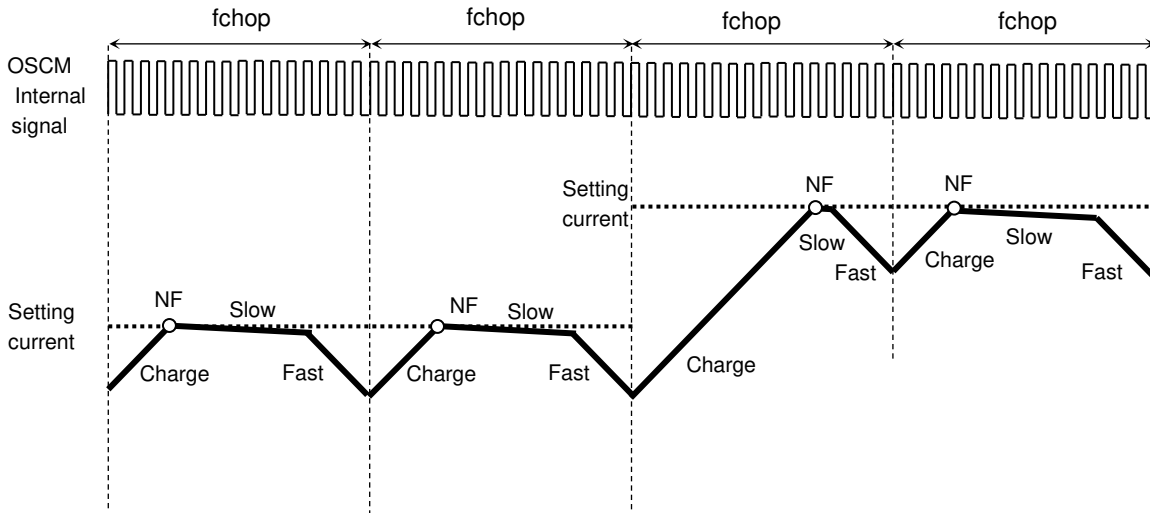 fchop
fchop
fchop
fchop
OSCM
Internal
signal
Setting
current
NF
Slow
Fast
Charge
NF
Slow
Charge
Fast
Setting
current
NF
Slow
Charge
Fast
NF
Slow
Charge
Fast